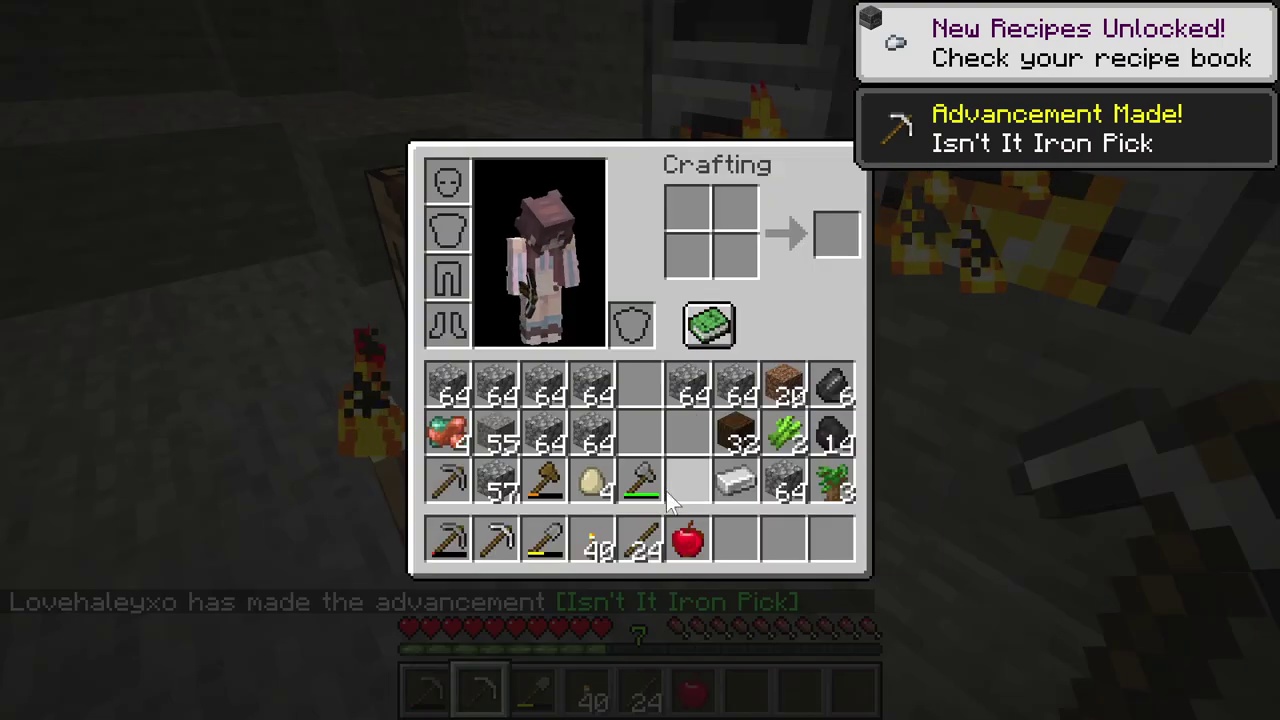 New Recipes Unlocked!
Check your recipe book
Advancement Made!
Isn't It Iron Pick
Crafting
64 64 64 64 64 64 20 6
4 55 64 64 32 2 14
57 4 64 3
40 24
Lovehaleyxo has made the advancement [Isn't It Iron Pick]
7
40 24